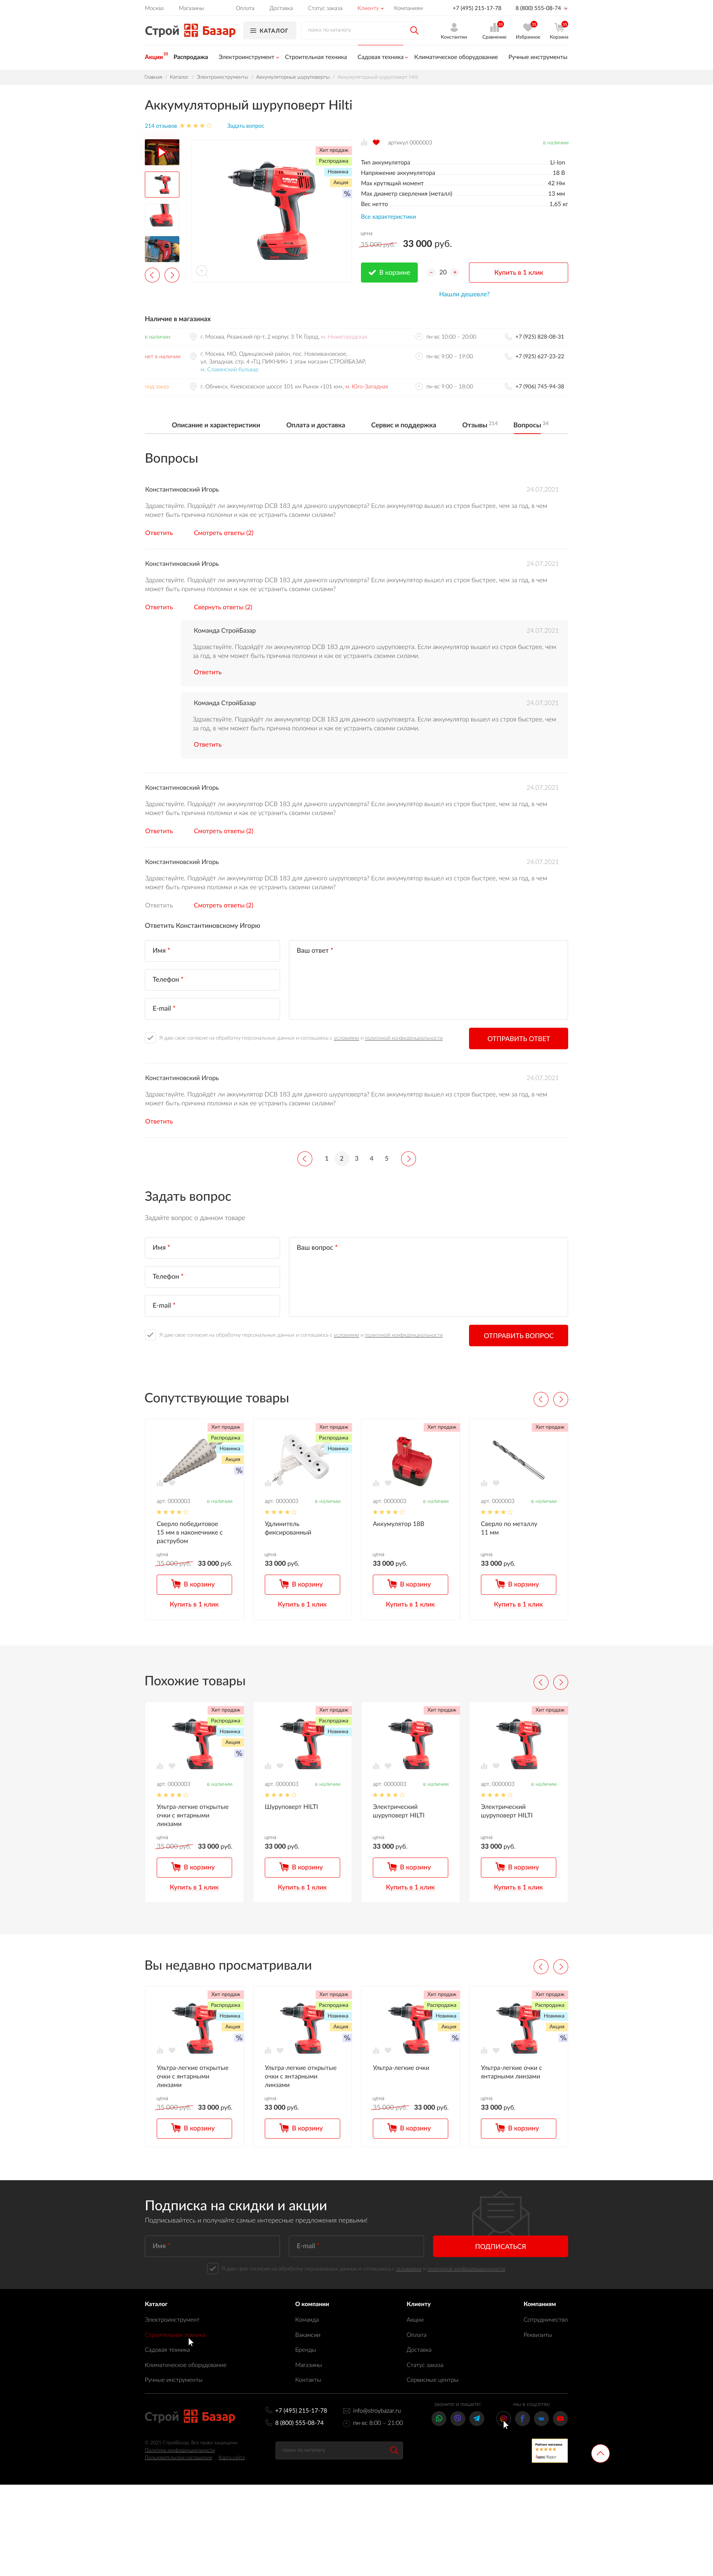 Москва Магазины Оплата Доставка Статус заказа Клиенту Компаниям +7 (495) 215-17-78 8 (800) 555-08-74
Строй Базар КАТАЛОГ поиск по каталогу Константин Сравнение Избранное Корзина
Акции Распродажа Электроинструмент Строительная техника Садовая техника Климатическое оборудование Ручные инструменты
Главная / Каталог / Электроинструменты / Аккумуляторные шуруповерты / Аккумуляторный шуруповерт Hilti
Аккумуляторный шуруповерт Hilti
214 отзывов Задать вопрос
Хит продаж
Распродажа
Новинка
Акция
%
артикул 0000003 в наличии
Тип аккумулятора Li-Ion
Напряжение аккумулятора 18 В
Max крутящий момент 42 Нм
Max диаметр сверления (металл) 13 мм
Вес нетто 1,65 кг
Все характеристики
цена
35 000 руб. 33 000 руб.
В корзине - 20 + Купить в 1 клик
Нашли дешевле?
Наличие в магазинах
в наличии г. Москва, Рязанский пр-т, 2 корпус 3 ТК Город, м. Нижегородская пн-вс 10:00 – 20:00 +7 (925) 828-08-31
нет в наличии г. Москва, МО, Одинцовский район, пос. Новоивановское,
ул. Западная, стр. 4 «ТЦ ПИКНИК» 1 этаж магазин СТРОЙБАЗАР,
м. Славянский бульвар
пн-вс 9:00 – 19:00 +7 (925) 627-23-22
под заказ г. Обнинск, Киевсковское шоссе 101 км Рынок «101 км», м. Юго-Западная пн-вс 9:00 – 18:00 +7 (906) 745-94-38
Описание и характеристики Оплата и доставка Сервис и поддержка Отзывы 214 Вопросы 34
Вопросы
Константиновский Игорь 24.07.2021
Здравствуйте. Подойдёт ли аккумулятор DCB 183 для данного шуруповерта? Если аккумулятор вышел из строя быстрее, чем за год, в чем
может быть причина поломки и как ее устранить своими силами?
Ответить Смотреть ответы (2)
Константиновский Игорь 24.07.2021
Здравствуйте. Подойдёт ли аккумулятор DCB 183 для данного шуруповерта? Если аккумулятор вышел из строя быстрее, чем за год, в чем
может быть причина поломки и как ее устранить своими силами?
Ответить Свернуть ответы (2)
Команда СтройБазар 24.07.2021
Здравствуйте. Подойдёт ли аккумулятор DCB 183 для данного шуруповерта. Если аккумулятор вышел из строя быстрее, чем
за год, в чем может быть причина поломки и как ее устранить своими силами.
Ответить
Команда СтройБазар 24.07.2021
Здравствуйте. Подойдёт ли аккумулятор DCB 183 для данного шуруповерта. Если аккумулятор вышел из строя быстрее, чем
за год, в чем может быть причина поломки и как ее устранить своими силами.
Ответить
Константиновский Игорь 24.07.2021
Здравствуйте. Подойдёт ли аккумулятор DCB 183 для данного шуруповерта? Если аккумулятор вышел из строя быстрее, чем за год, в чем
может быть причина поломки и как ее устранить своими силами?
Ответить Смотреть ответы (2)
Константиновский Игорь 24.07.2021
Здравствуйте. Подойдёт ли аккумулятор DCB 183 для данного шуруповерта? Если аккумулятор вышел из строя быстрее, чем за год, в чем
может быть причина поломки и как ее устранить своими силами?
Ответить Смотреть ответы (2)
Ответить Константиновскому Игорю
Имя * Ваш ответ *
Телефон *
E-mail *
Я даю свое согласие на обработку персональных данных и соглашаюсь с условиями и политикой конфиденциальности ОТПРАВИТЬ ОТВЕТ
Константиновский Игорь 24.07.2021
Здравствуйте. Подойдёт ли аккумулятор DCB 183 для данного шуруповерта? Если аккумулятор вышел из строя быстрее, чем за год, в чем
может быть причина поломки и как ее устранить своими силами?
Ответить
1 2 3 4 5
Задать вопрос
Задайте вопрос о данном товаре
Имя * Ваш вопрос *
Телефон *
E-mail *
Я даю свое согласие на обработку персональных данных и соглашаюсь с условиями и политикой конфиденциальности ОТПРАВИТЬ ВОПРОС
Сопутствующие товары
Хит продаж Хит продаж Хит продаж Хит продаж
Распродажа Распродажа
Новинка Новинка
Акция
%
арт. 0000003 в наличии арт. 0000003 в наличии арт. 0000003 в наличии арт. 0000003 в наличии
Сверло победитовое Удлинитель Аккумулятор 18В Сверло по металлу
15 мм в наконечнике с фиксированный 11 мм
раструбом
цена цена цена цена
35 000 руб. 33 000 руб. 33 000 руб. 33 000 руб. 33 000 руб.
В корзину В корзину В корзину В корзину
Купить в 1 клик Купить в 1 клик Купить в 1 клик Купить в 1 клик
Похожие товары
Хит продаж Хит продаж Хит продаж Хит продаж
Распродажа Распродажа
Новинка Новинка
Акция
%
арт. 0000003 в наличии арт. 0000003 в наличии арт. 0000003 в наличии арт. 0000003 в наличии
Ультра-легкие открытые Шуруповерт HILTI Электрический Электрический
очки с янтарными шуруповерт HILTI шуруповерт HILTI
линзами
цена цена цена цена
35 000 руб. 33 000 руб. 33 000 руб. 33 000 руб. 33 000 руб.
В корзину В корзину В корзину В корзину
Купить в 1 клик Купить в 1 клик Купить в 1 клик Купить в 1 клик
Вы недавно просматривали
Хит продаж Хит продаж Хит продаж Хит продаж
Распродажа Распродажа Распродажа Распродажа
Новинка Новинка Новинка Новинка
Акция Акция Акция Акция
% % % %
Ультра-легкие открытые Ультра-легкие открытые Ультра-легкие очки Ультра-легкие очки с
очки с янтарными очки с янтарными янтарными линзами
линзами линзами
цена цена цена цена
35 000 руб. 33 000 руб. 33 000 руб. 35 000 руб. 33 000 руб. 33 000 руб.
В корзину В корзину В корзину В корзину
Подписка на скидки и акции
Подписывайтесь и получайте самые интересные предложения первыми!
Имя * E-mail * ПОДПИСАТЬСЯ
Я даю свое согласие на обработку персональных данных и соглашаюсь с условиями и политикой конфиденциальности
Каталог О компании Клиенту Компаниям
Электроинструмент Команда Акции Сотрудничество
Строительная техника Вакансии Оплата Реквизиты
Садовая техника Бренды Доставка
Климатическое оборудование Магазины Статус заказа
Ручные инструменты Контакты Сервисные центры
звоните и пишите: мы в соцсетях:
Строй Базар +7 (495) 215-17-78 info@stroybazar.ru
8 (800) 555-08-74 пн-вс 8:00 – 21:00
© 2021 СтройБазар. Все права защищены
Политика конфиденциальности
Пользовательское соглашение Карта сайта
поиск по каталогу
Рейтинг магазина
Яндекс Маркет